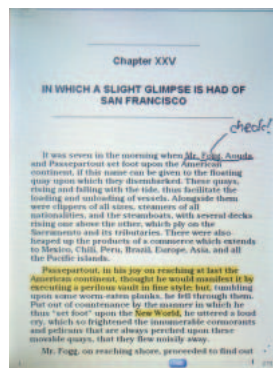 Chapter XXV
IN WHICH A SLIGHT GLIMPSE IS HAD OF
SAN FRANCISCO
check!
It was seven in the morning when Mr. Fogg, Aouda,
and Passepartout set foot upon the American
continent, if this name can be given to the floating
quay upon which they disembarked. These quays,
rising and falling with the tide, thus facilitate the
loading and unloading of vessels. Alongside them
were clippers of all sizes, steamers of all
nationalities, and the steamboats, with several decks
rising one above the other, which ply on the
Sacramento and its tributaries. There were also
heaped up the products of a commerce which extends
to Mexico, Chili, Peru, Brazil, Europe, Asia, and all
the Pacific islands.
Passepartout, in his joy on reaching at last the
American continent, thought he would manifest it by
executing a perilous vault in fine style; but, tumbling
upon some worm-eaten planks, he fell through them.
Put out of countenance by the manner in which he
thus "set foot" upon the New World, he uttered a loud
cry, which so frightened the innumerable cormorants
and pelicans that are always perched upon these
movable quays, that they flew noisily away.
Mr. Fogg, on reaching shore, proceeded to find out